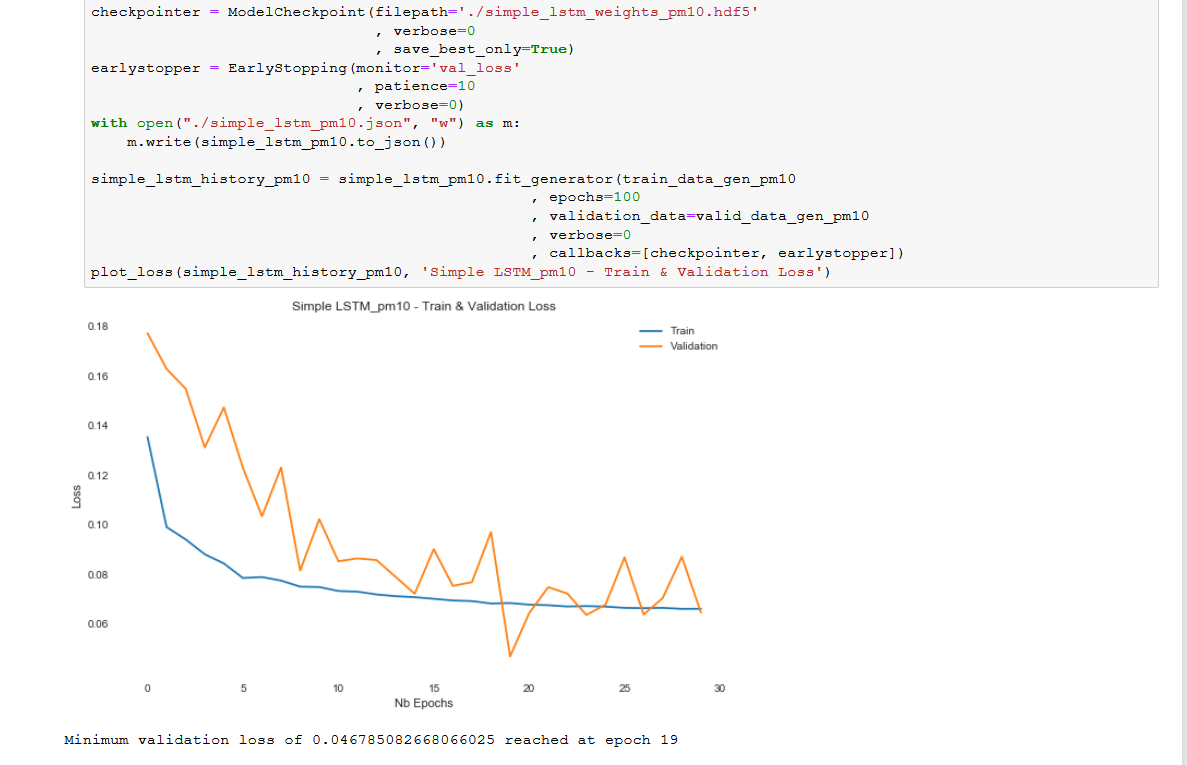 checkpointer = ModelCheckpoint(filepath='./simple_lstm_weights_pm10.hdf5'
, verbose=0
, save_best_only=True)
earlystopper = EarlyStopping(monitor='val_loss'
, patience=10
, verbose=0)
with open("./simple_lstm_pm10.json", "w") as m:
m.write(simple_lstm_pm10.to_json())
simple_lstm_history_pm10 = simple_lstm_pm10.fit_generator(train_data_gen_pm10
, epochs=100
, validation_data=valid_data_gen_pm10
, verbose=0
, callbacks=[checkpointer, earlystopper])
plot_loss(simple_lstm_history_pm10, 'Simple LSTM_pm10 - Train & Validation Loss')
Simple LSTM_pm10 - Train & Validation Loss
Train
Validation
0.18
0.16
0.14
0.12
0.10
0.08
0.06
Loss
0 5 10 15 20 25 30
Nb Epochs
Minimum validation loss of 0.046785082668066025 reached at epoch 19